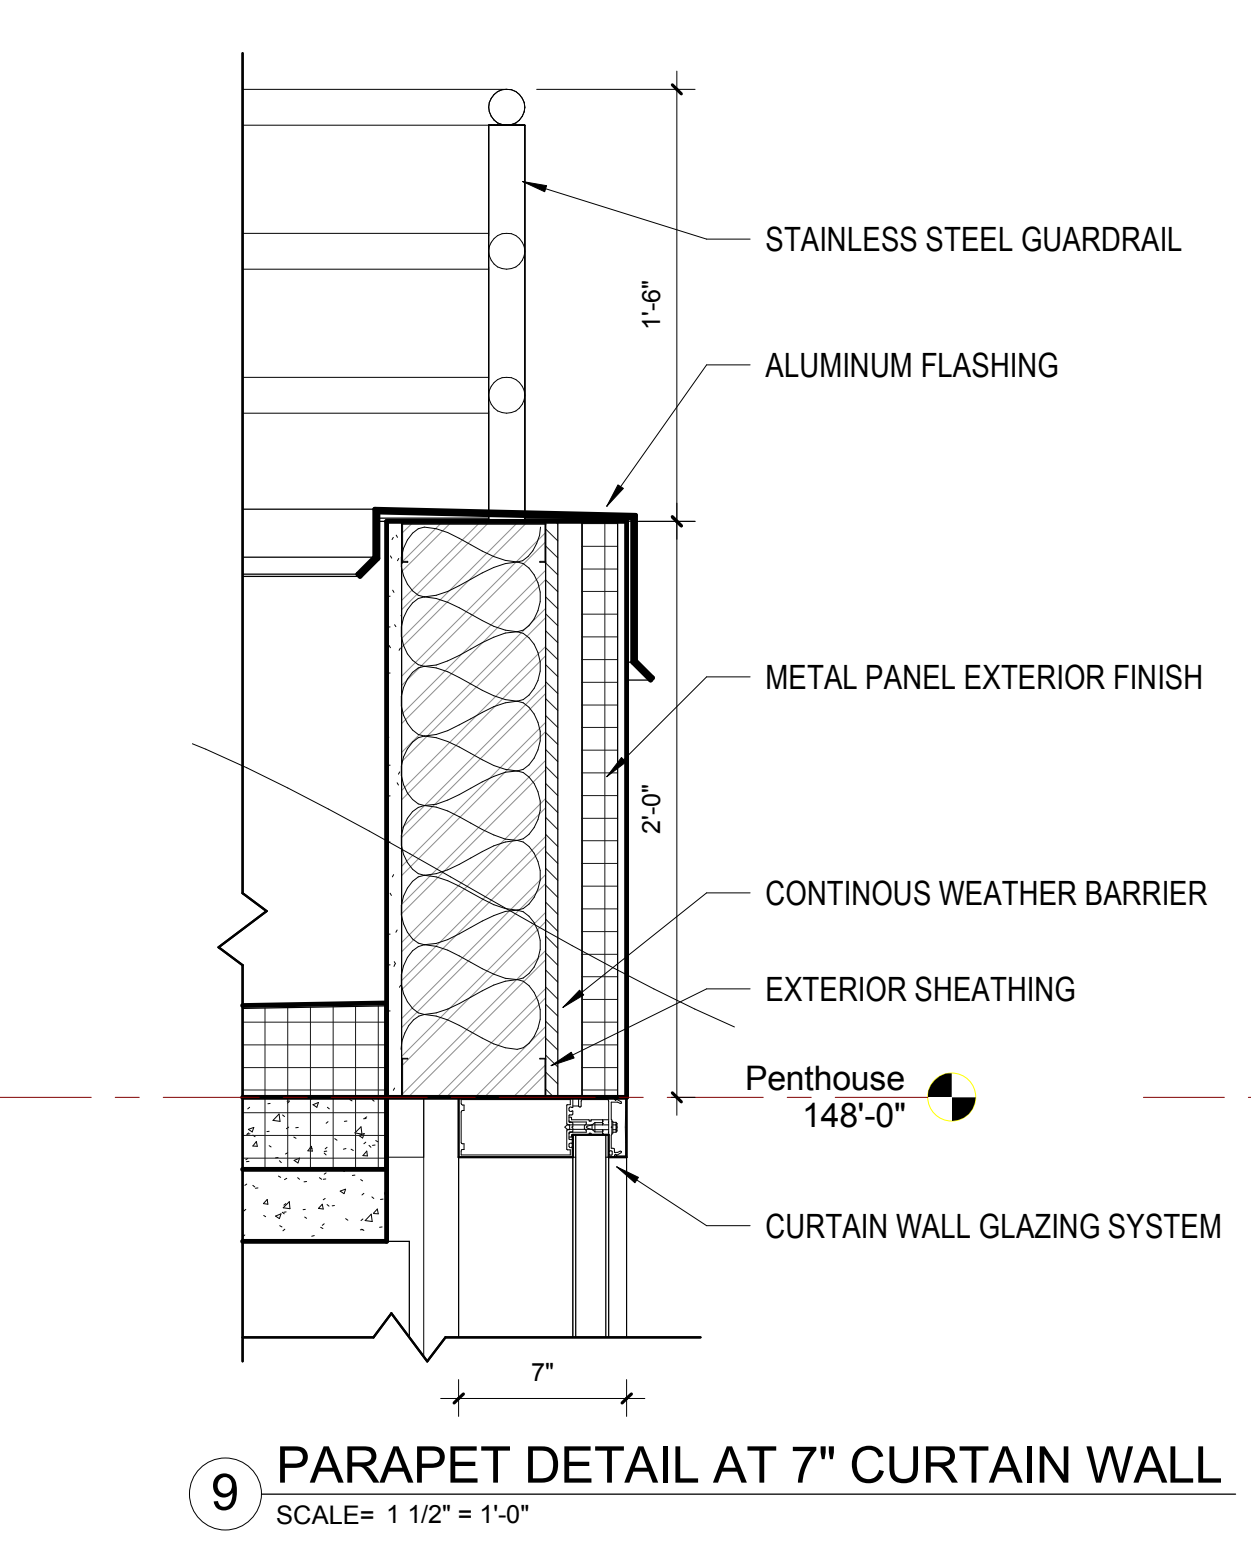 STAINLESS STEEL GUARDRAIL
1'-6"
ALUMINUM FLASHING
METAL PANEL EXTERIOR FINISH
2'-0"
CONTINOUS WEATHER BARRIER
EXTERIOR SHEATHING
Penthouse
148'-0"
CURTAIN WALL GLAZING SYSTEM
7"
9
PARAPET DETAIL AT 7" CURTAIN WALL
SCALE= 1 1/2" = 1'-0"